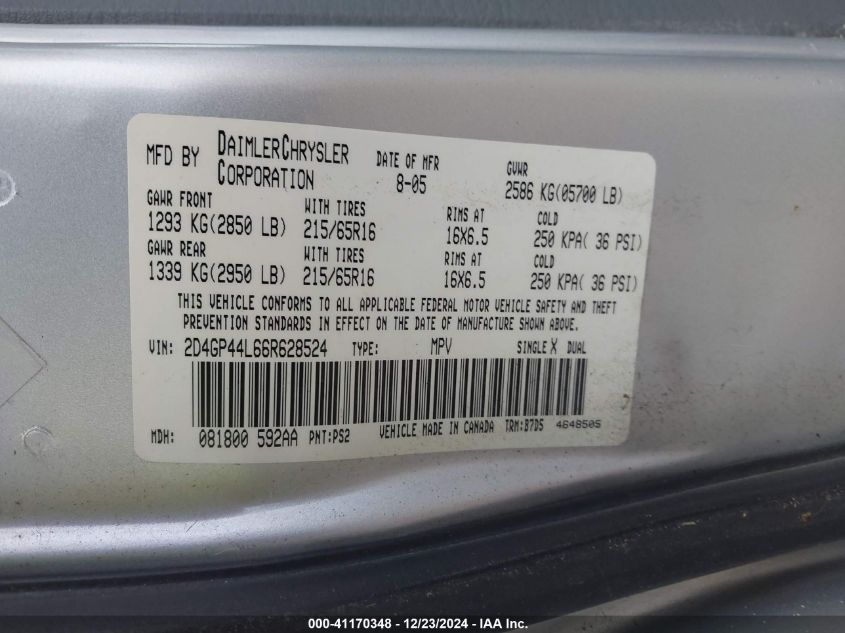 MFD BY DAIMLERCHRYSLER CORPORATION DATE OF MFR 8-05 GVWR 2586 KG(05700 LB)
GAWR FRONT WITH TIRES RIMS AT COLD
1293 KG(2850 LB) 215/65R16 16X6.5 250 KPA( 36 PSI)
GAWR REAR WITH TIRES RIMS AT COLD
1339 KG(2950 LB) 215/65R16 16X6.5 250 KPA( 36 PSI)
THIS VEHICLE CONFORMS TO ALL APPLICABLE FEDERAL MOTOR VEHICLE SAFETY AND THEFT
PREVENTION STANDARDS IN EFFECT ON THE DATE OF MANUFACTURE SHOWN ABOVE.
VIN: 2D4GP44L66R628524 TYPE: MPV SINGLE X DUAL
MDH: 081800 592AA PNT:PS2 VEHICLE MADE IN CANADA TRM:B7D5 4648505
000-41170348 - 12/23/2024 - IAA Inc.